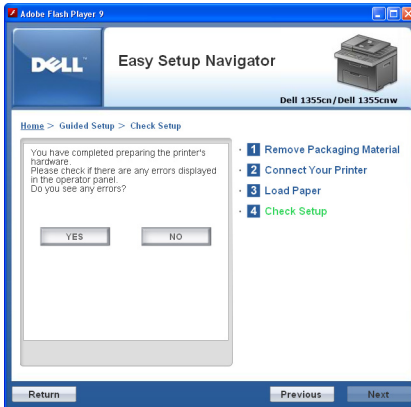 Adobe Flash Player 9
DELL
Easy Setup Navigator
Dell 1355cn/Dell 1355cnw
Home > Guided Setup > Check Setup
You have completed preparing the printer's
hardware.
Please check if there are any errors displayed
in the operator panel.
Do you see any errors?
YES
NO
· 1 Remove Packaging Material
· 2 Connect Your Printer
· 3 Load Paper
· 4 Check Setup
Return
Previous
Next